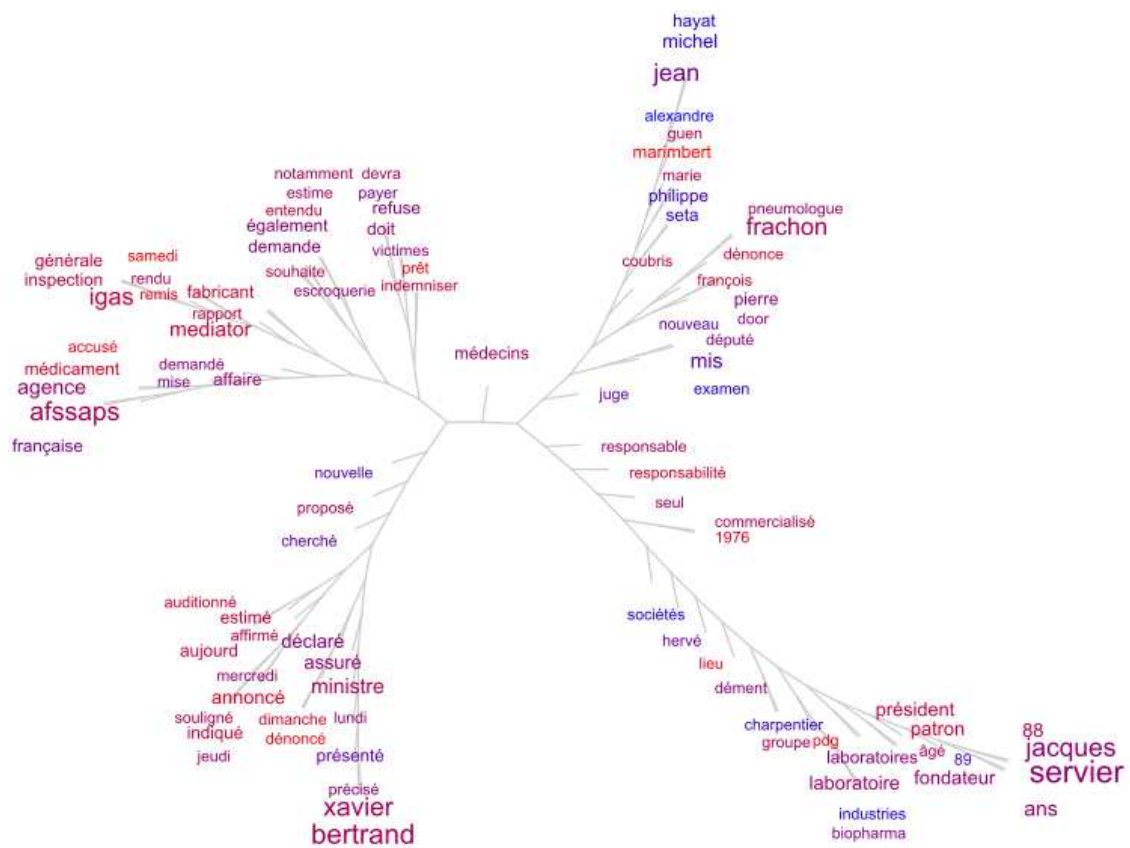 hayat
michel
jean
alexandre
guen
marimbert
marie
philippe
seta
coubris
pneumologue
frachon
dénonce
françois
pierre
door
nouveau
député
mis
examen
juge
notamment devra
estime payer
entendu refuse
également doit
demande victimes
souhaite prêt
escroquerie indemniser
générale samedi
inspection rendu
igas remis fabricant
rapport
mediator
accusé
médicament demandé
agence mise affaire
afssaps
française
médecins
responsable
responsabilité
seul
commercialisé
1976
nouvelle
proposé
cherché
auditionné
estimé
affirmé déclaré
aujourd assuré
mercredi ministre
annoncé
souligné dimanche lundi
indiqué dénoncé
jeudi présenté
précisé
xavier
bertrand
sociétés
hervé
lieu
dément
charpentier
groupe pdg
président
patron 88
laboratoires âgé 89 jacques
laboratoire fondateur servier
industries ans
biopharma